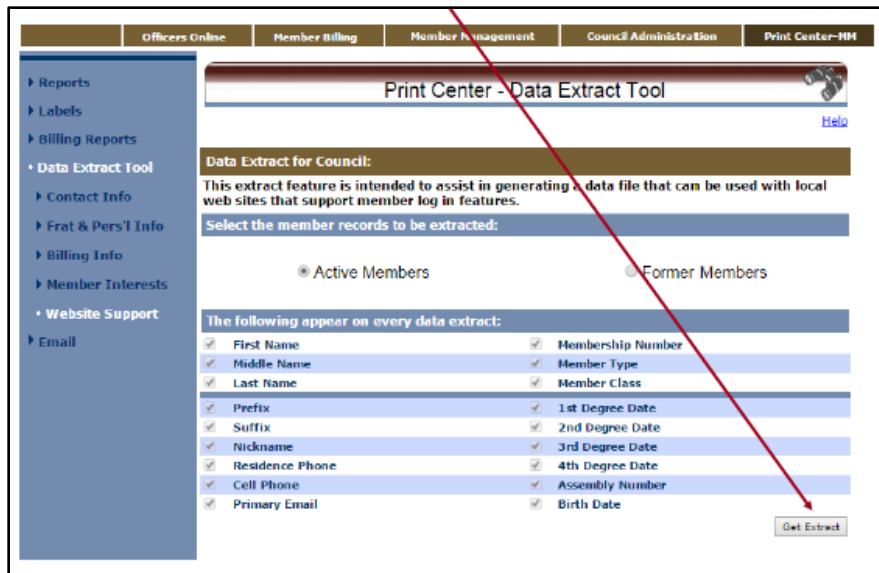 Officers Online Member Billing Member Management Council Administration Print Center-MM
Reports
Labels
Billing Reports
Data Extract Tool
Contact Info
Frat & Pers'l Info
Billing Info
Member Interests
Website Support
Email
Print Center - Data Extract Tool
Help
Data Extract for Council:
This extract feature is intended to assist in generating a data file that can be used with local
web sites that support member log in features.
Select the member records to be extracted:
Active Members Former Members
The following appear on every data extract:
First Name Membership Number
Middle Name Member Type
Last Name Member Class
Prefix 1st Degree Date
Suffix 2nd Degree Date
Nickname 3rd Degree Date
Residence Phone 4th Degree Date
Cell Phone Assembly Number
Primary Email Birth Date
Get Extract